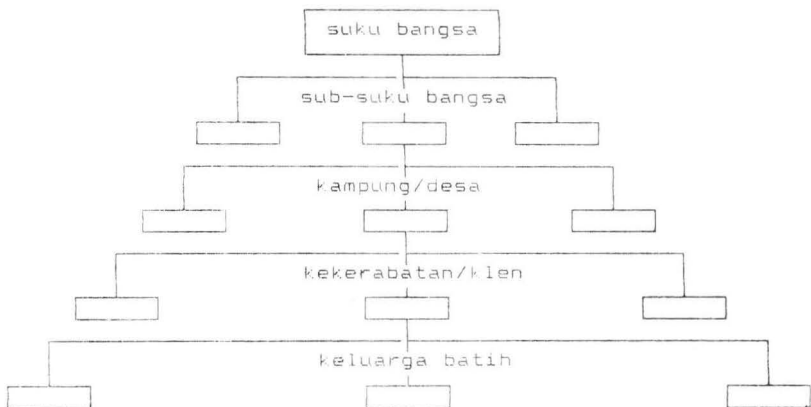 suku bangsa
sub-suku bangsa
kampung/desa
kekerabatan/klen
keluarga batih